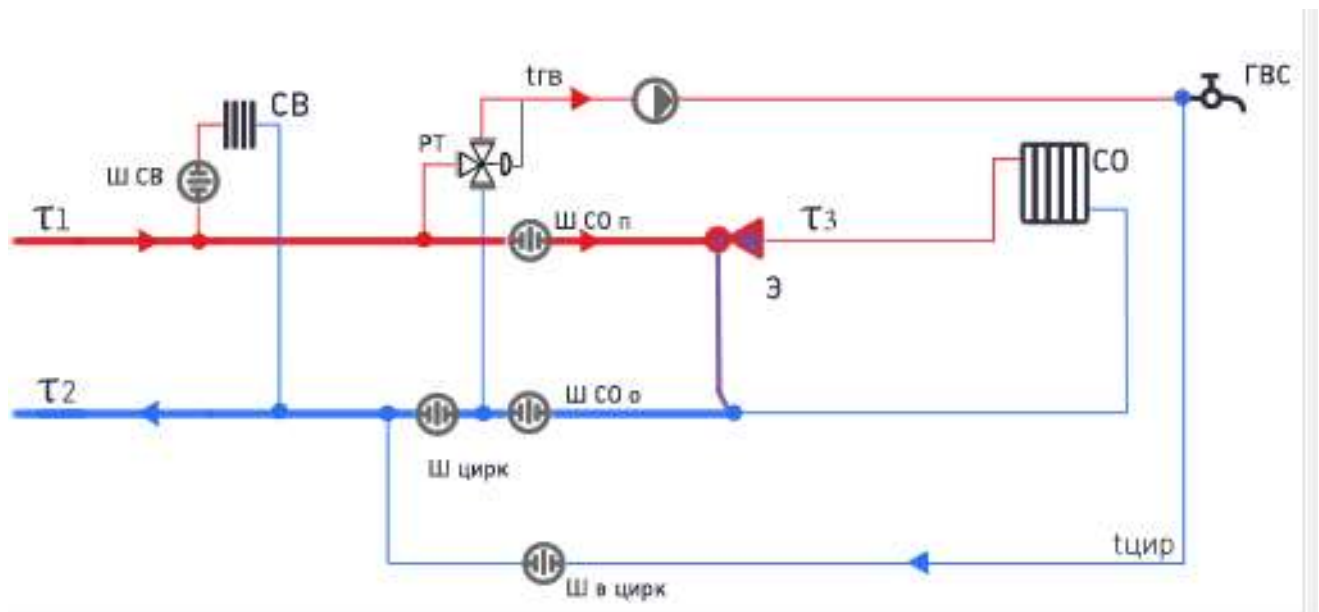 tгв
ГВС
СВ
РТ
Ш СВ
СО
τ1
Ш СО п
τ3
Э
τ2
Ш СО о
Ш цирк
tцир
Ш в цирк